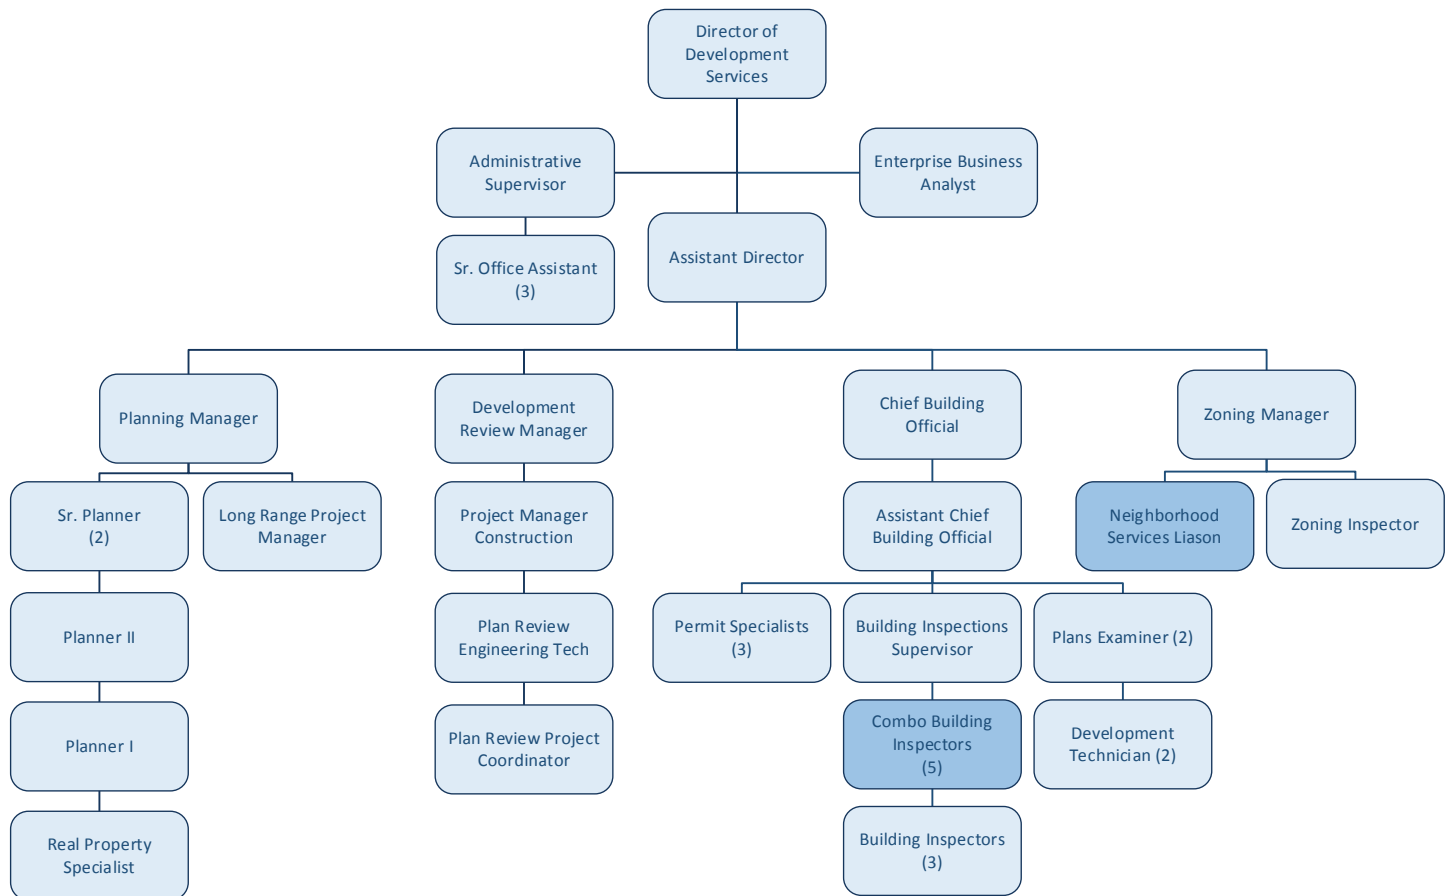 Director of
Development
Services
Administrative
Supervisor
Enterprise Business
Analyst
Sr. Office Assistant
(3)
Assistant Director
Planning Manager
Development
Review Manager
Chief Building
Official
Zoning Manager
Sr. Planner
(2)
Long Range Project
Manager
Project Manager
Construction
Assistant Chief
Building Official
Neighborhood
Services Liason
Zoning Inspector
Planner II
Plan Review
Engineering Tech
Permit Specialists
(3)
Building Inspections
Supervisor
Plans Examiner (2)
Planner I
Plan Review Project
Coordinator
Combo Building
Inspectors
(5)
Development
Technician (2)
Real Property
Specialist
Building Inspectors
(3)